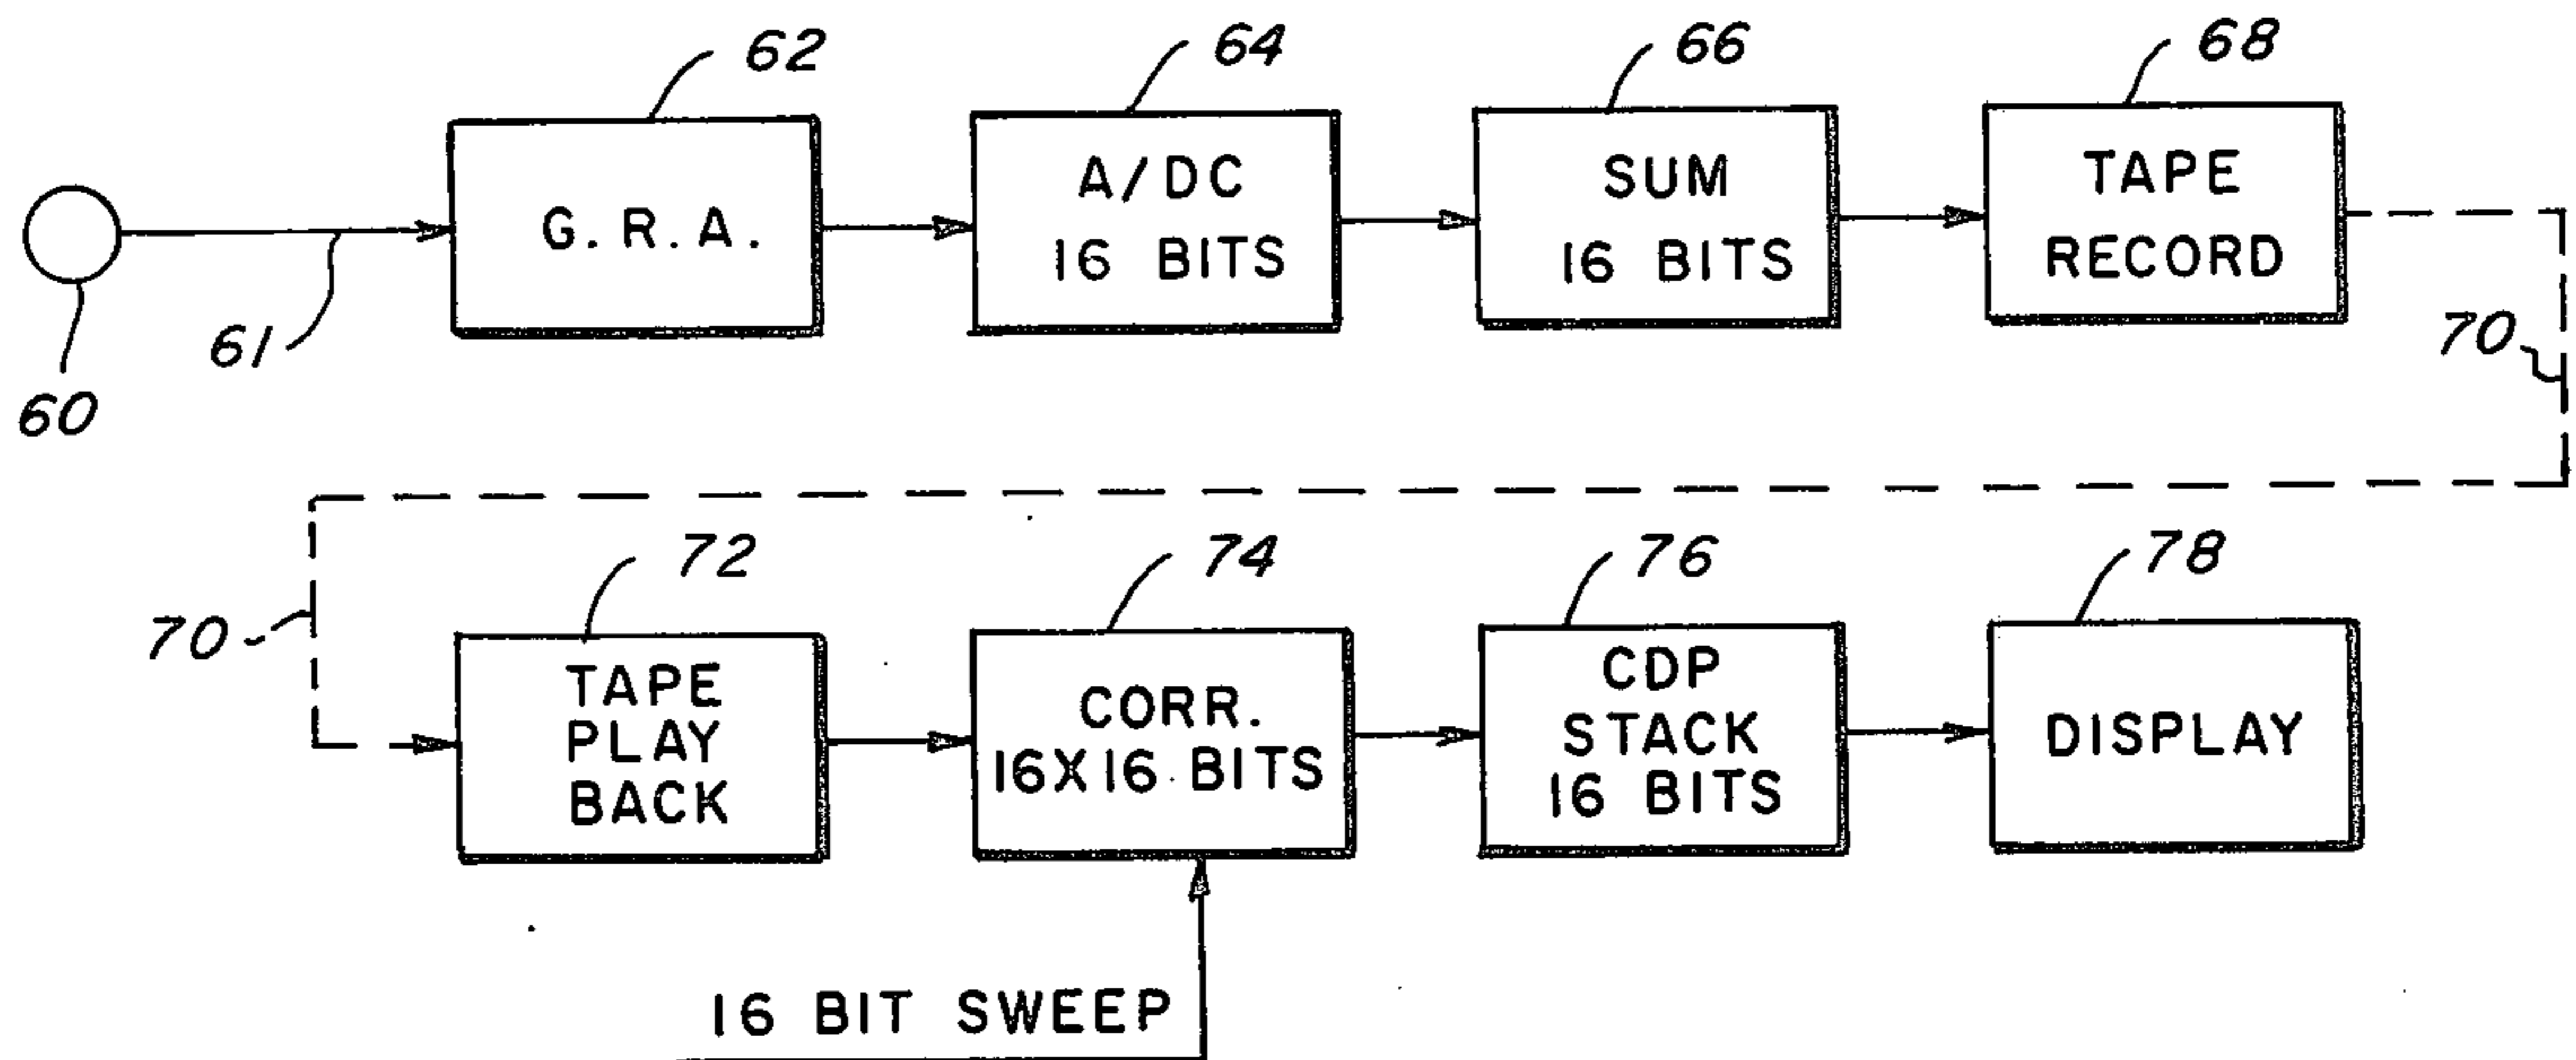 62
64
66
68
G. R. A.
A/DC
16 BITS
SUM
16 BITS
TAPE
RECORD
61
60
70
70
72
74
76
78
TAPE
PLAY
BACK
CORR.
16X16 BITS
CDP
STACK
16 BITS
DISPLAY
16 BIT SWEEP